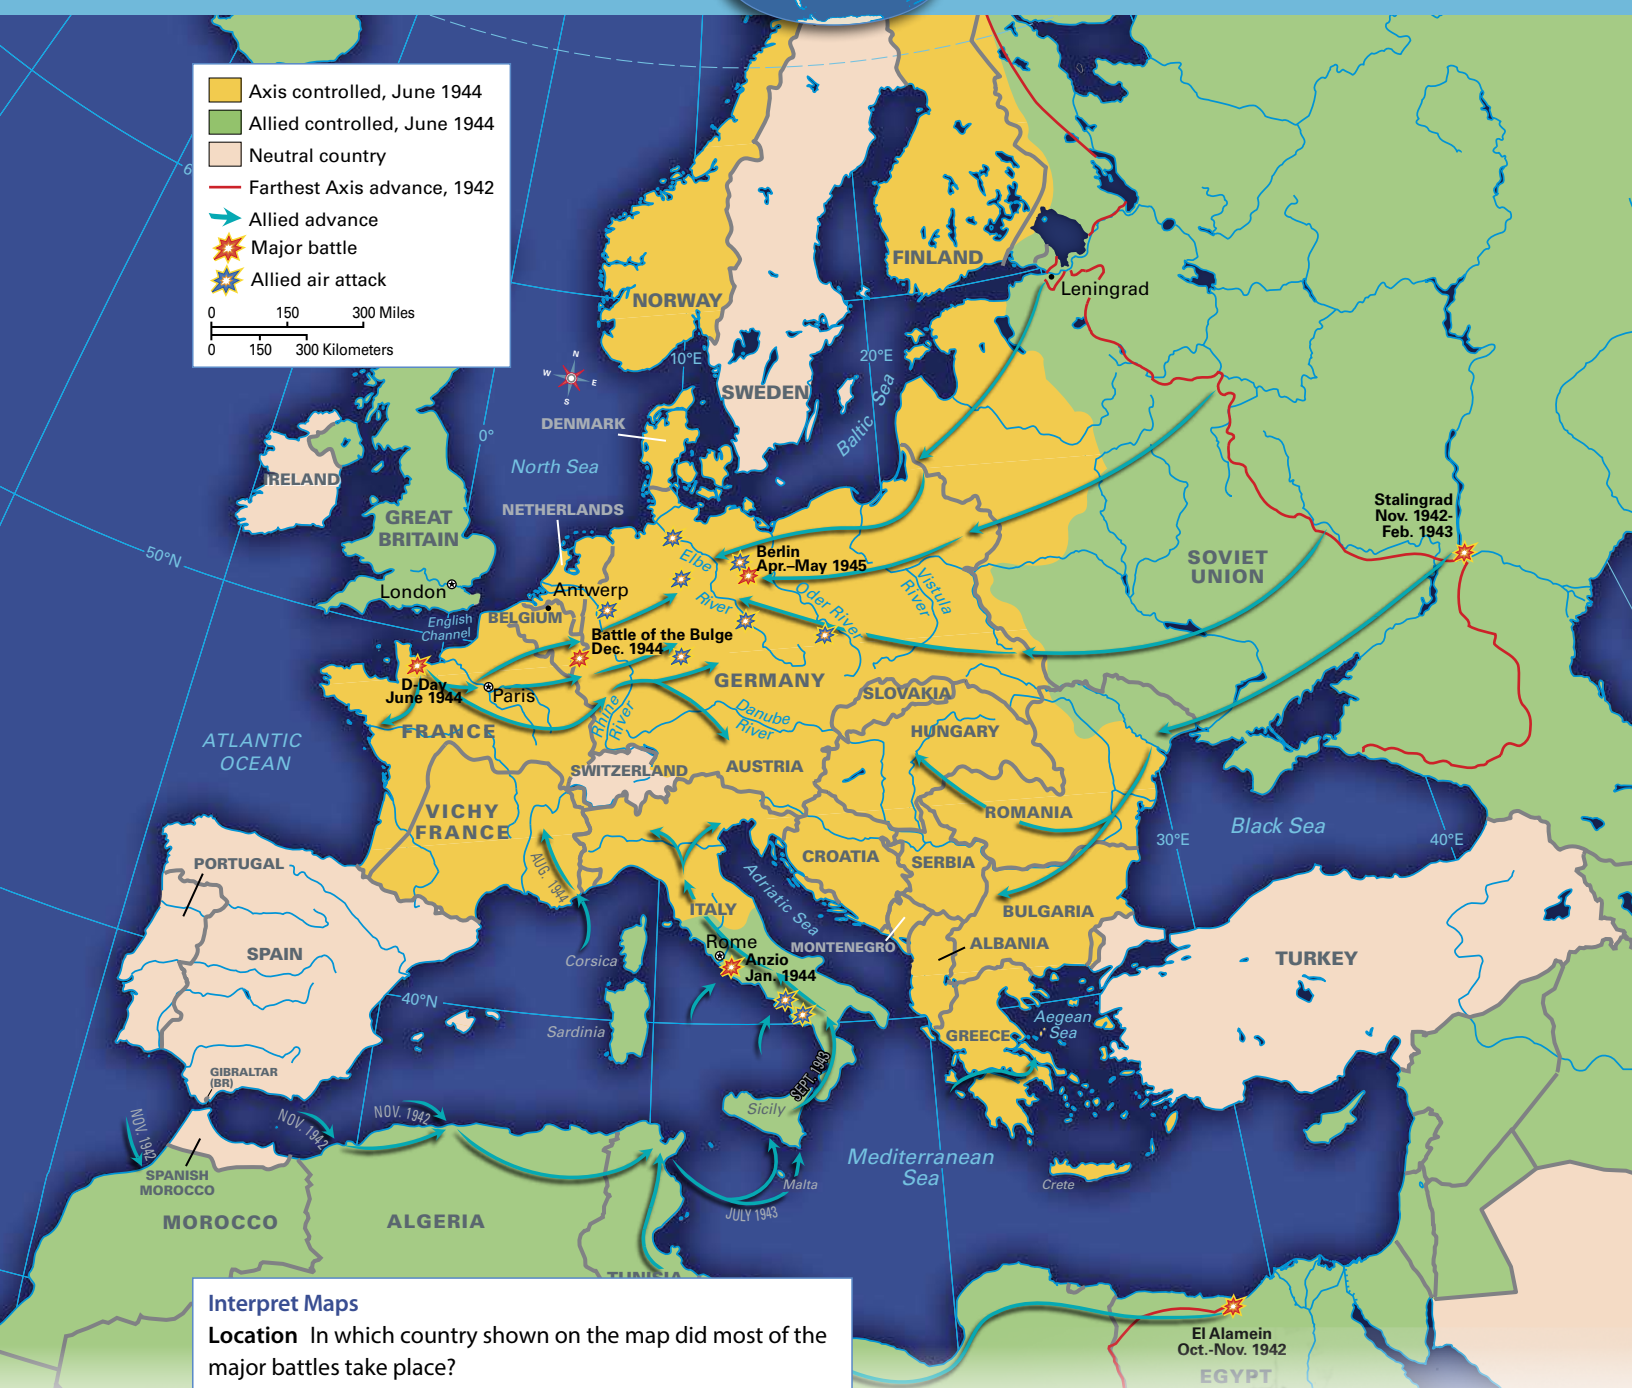 Axis controlled, June 1944
Allied controlled, June 1944
Neutral country
Farthest Axis advance, 1942
Allied advance
Major battle
Allied air attack
0 150 300 Miles
0 150 300 Kilometers
N
W
E
S
6
0°
10°E
20°E
30°E
40°E
50°N
40°N
NORWAY
FINLAND
SWEDEN
Leningrad
DENMARK
Baltic Sea
North Sea
NETHERLANDS
IRELAND
GREAT
BRITAIN
London
English
Channel
Antwerp
BELGIUM
Elbe
River
Berlin
Apr.–May 1945
Oder River
Vistula
River
Stalingrad
Nov. 1942-
Feb. 1943
SOVIET
UNION
Battle of the Bulge
Dec. 1944
D-Day
June 1944
Paris
GERMANY
Rhine
River
Danube
River
SLOVAKIA
HUNGARY
FRANCE
ATLANTIC
OCEAN
SWITZERLAND
AUSTRIA
VICHY
FRANCE
ROMANIA
Black Sea
CROATIA
SERBIA
PORTUGAL
AUG. 1944
Adriatic Sea
ITALY
BULGARIA
MONTENEGRO
ALBANIA
SPAIN
Rome
Anzio
Jan. 1944
Corsica
TURKEY
Sardinia
Aegean
Sea
GREECE
GIBRALTAR
(BR)
SEPT. 1943
Sicily
NOV. 1942
NOV. 1942
NOV. 1942
Mediterranean
Sea
SPANISH
MOROCCO
Malta
Crete
JULY 1943
MOROCCO
ALGERIA
TUNISIA
El Alamein
Oct.-Nov. 1942
EGYPT
Interpret Maps
Location In which country shown on the map did most of the
major battles take place?